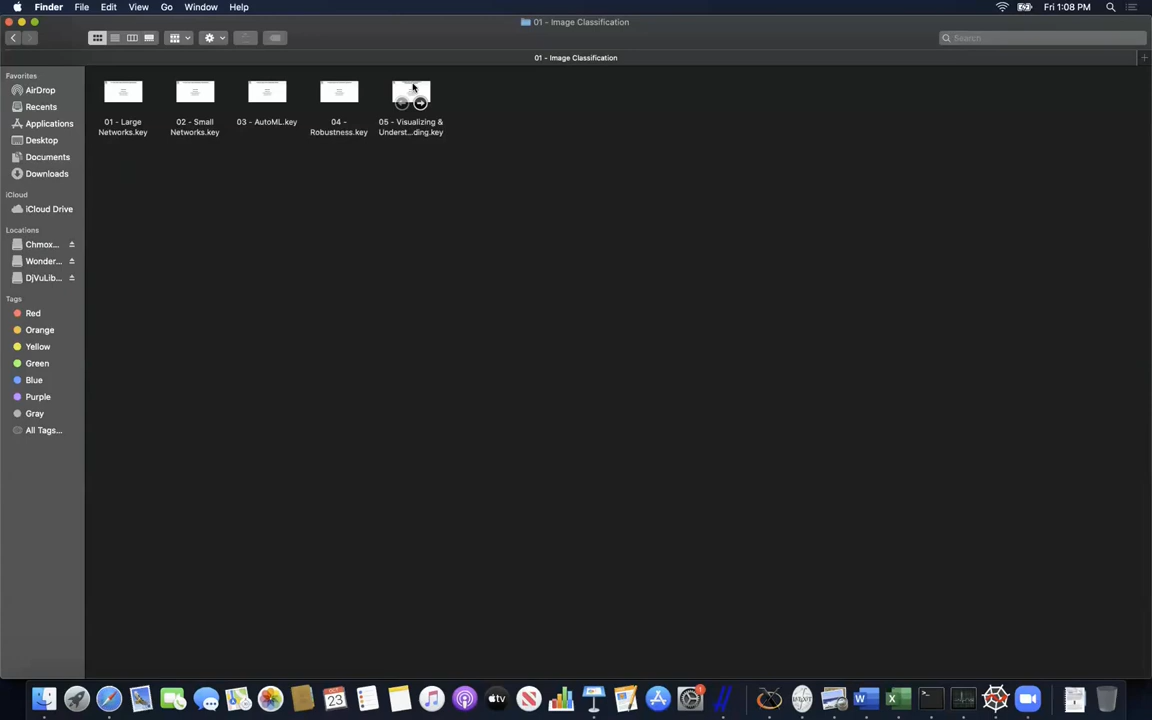 Finder File Edit View Go Window Help Fri 1:08 PM
01 - Image Classification
Search
01 - Image Classification
Favorites
AirDrop
Recents
Applications
Desktop
Documents
Downloads
iCloud
iCloud Drive
Locations
Chmox...
Wonder...
DjVuLib...
Tags
Red
Orange
Yellow
Green
Blue
Purple
Gray
All Tags...
01 - Large
Networks.key
02 - Small
Networks.key
03 - AutoML.key
04 -
Robustness.key
05 - Visualizing &
Underst...ding.key